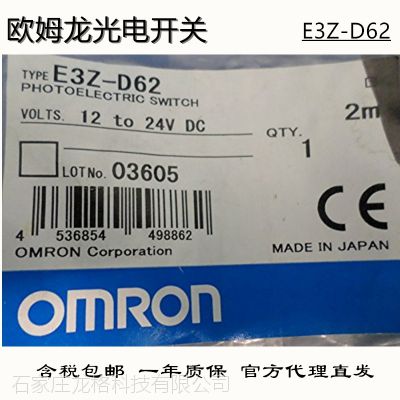 欧姆龙光电开关
E3Z-D62
TYPE E3Z-D62
PHOTOELECTRIC SWITCH
2m
VOLTS. 12 to 24V DC
QTY.
1
LOT No. 03605
4 536854 498862
OMRON Corporation
CE
MADE IN JAPAN
OMRON
含税包邮 一年质保 官方代理直发
石家庄龙格科技有限公司